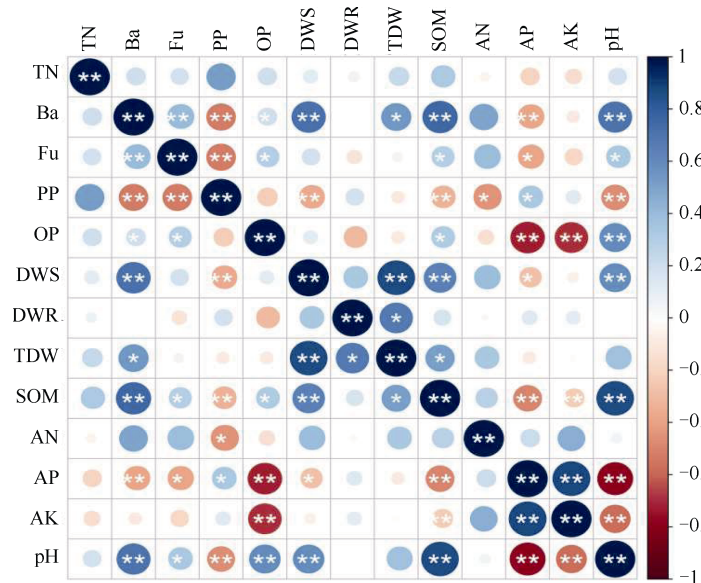 TN Ba Fu PP OP DWS DWR TDW SOM AN AP AK pH
TN ** 1
Ba ** ** ** * ** * ** ** ** 0.8
Fu ** ** ** * * * * 0.6
PP ** ** ** ** ** * * ** 0.4
OP * * ** * ** ** ** 0.2
DWS ** ** ** ** ** * ** 0
DWR ** *
TDW * ** * ** *
SOM ** * ** * ** * ** ** ** **
AN * **
AP ** * * ** * ** ** ** **
AK ** ** ** ** **
pH ** * ** ** ** ** ** ** ** -1